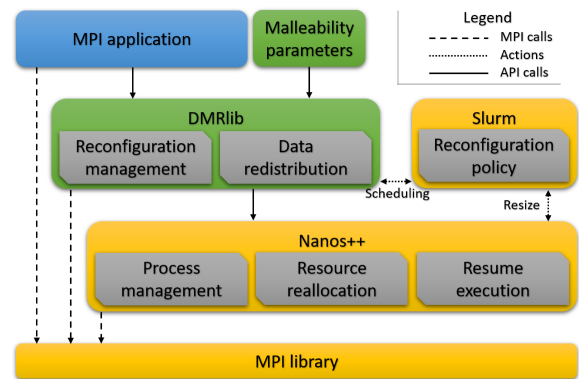 MPI application
Malleability
parameters
Legend
MPI calls
Actions
API calls
DMRlib
Reconfiguration
management
Data
redistribution
Slurm
Reconfiguration
policy
Scheduling
Resize
Nanos++
Process
management
Resource
reallocation
Resume
execution
MPI library